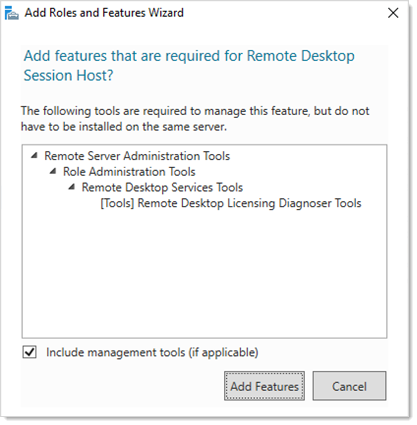 Add Roles and Features Wizard
Add features that are required for Remote Desktop
Session Host?
The following tools are required to manage this feature, but do not
have to be installed on the same server.
Remote Server Administration Tools
Role Administration Tools
Remote Desktop Services Tools
[Tools] Remote Desktop Licensing Diagnoser Tools
Include management tools (if applicable)
Add Features
Cancel